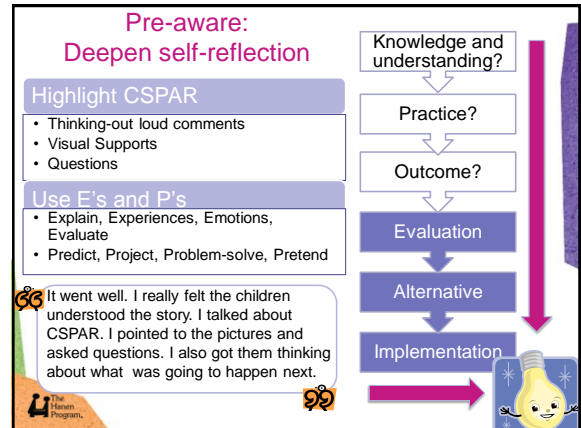 Pre-aware:
Deepen self-reflection
Highlight CSPAR
• Thinking-out loud comments
• Visual Supports
• Questions
Use E's and P's
• Explain, Experiences, Emotions,
Evaluate
• Predict, Project, Problem-solve, Pretend
It went well. I really felt the children
understood the story. I talked about
CSPAR. I pointed to the pictures and
asked questions. I also got them thinking
about what was going to happen next.
Knowledge and
understanding?
Practice?
Outcome?
Evaluation
Alternative
Implementation
The
Hanen
Program.